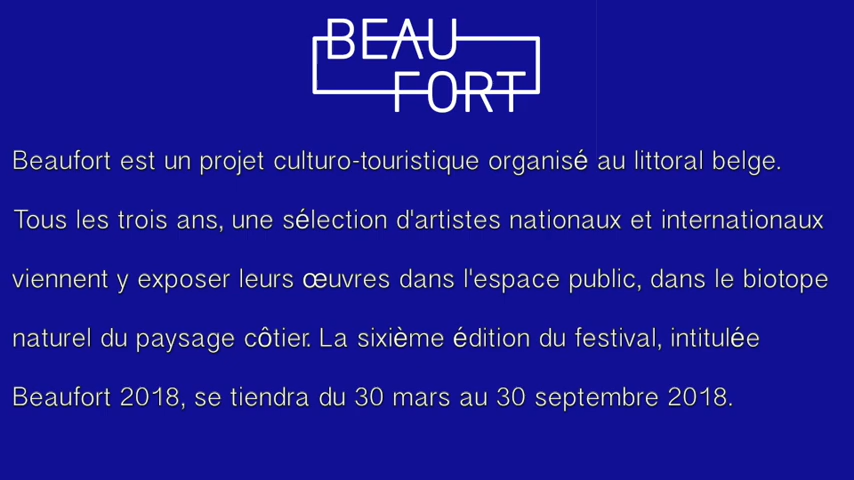 BEAU
FORT
Beaufort est un projet culturo-touristique organisé au littoral belge.
Tous les trois ans, une sélection d'artistes nationaux et internationaux
viennent y exposer leurs œuvres dans l'espace public, dans le biotope
naturel du paysage côtier. La sixième édition du festival, intitulée
Beaufort 2018, se tiendra du 30 mars au 30 septembre 2018.